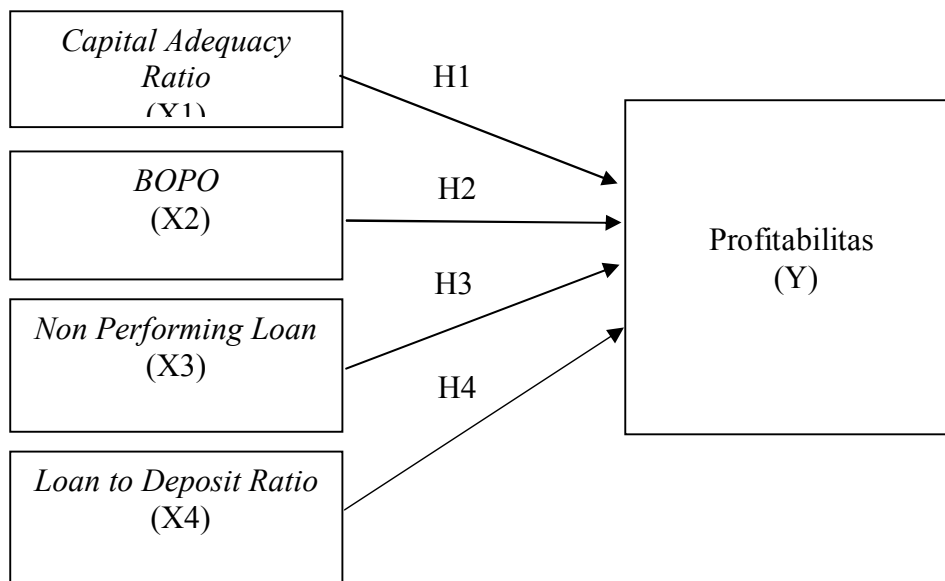 Capital Adequacy
Ratio
(X1)
H1
BOPO
(X2)
H2
Profitabilitas
(Y)
H3
Non Performing Loan
(X3)
H4
Loan to Deposit Ratio
(X4)